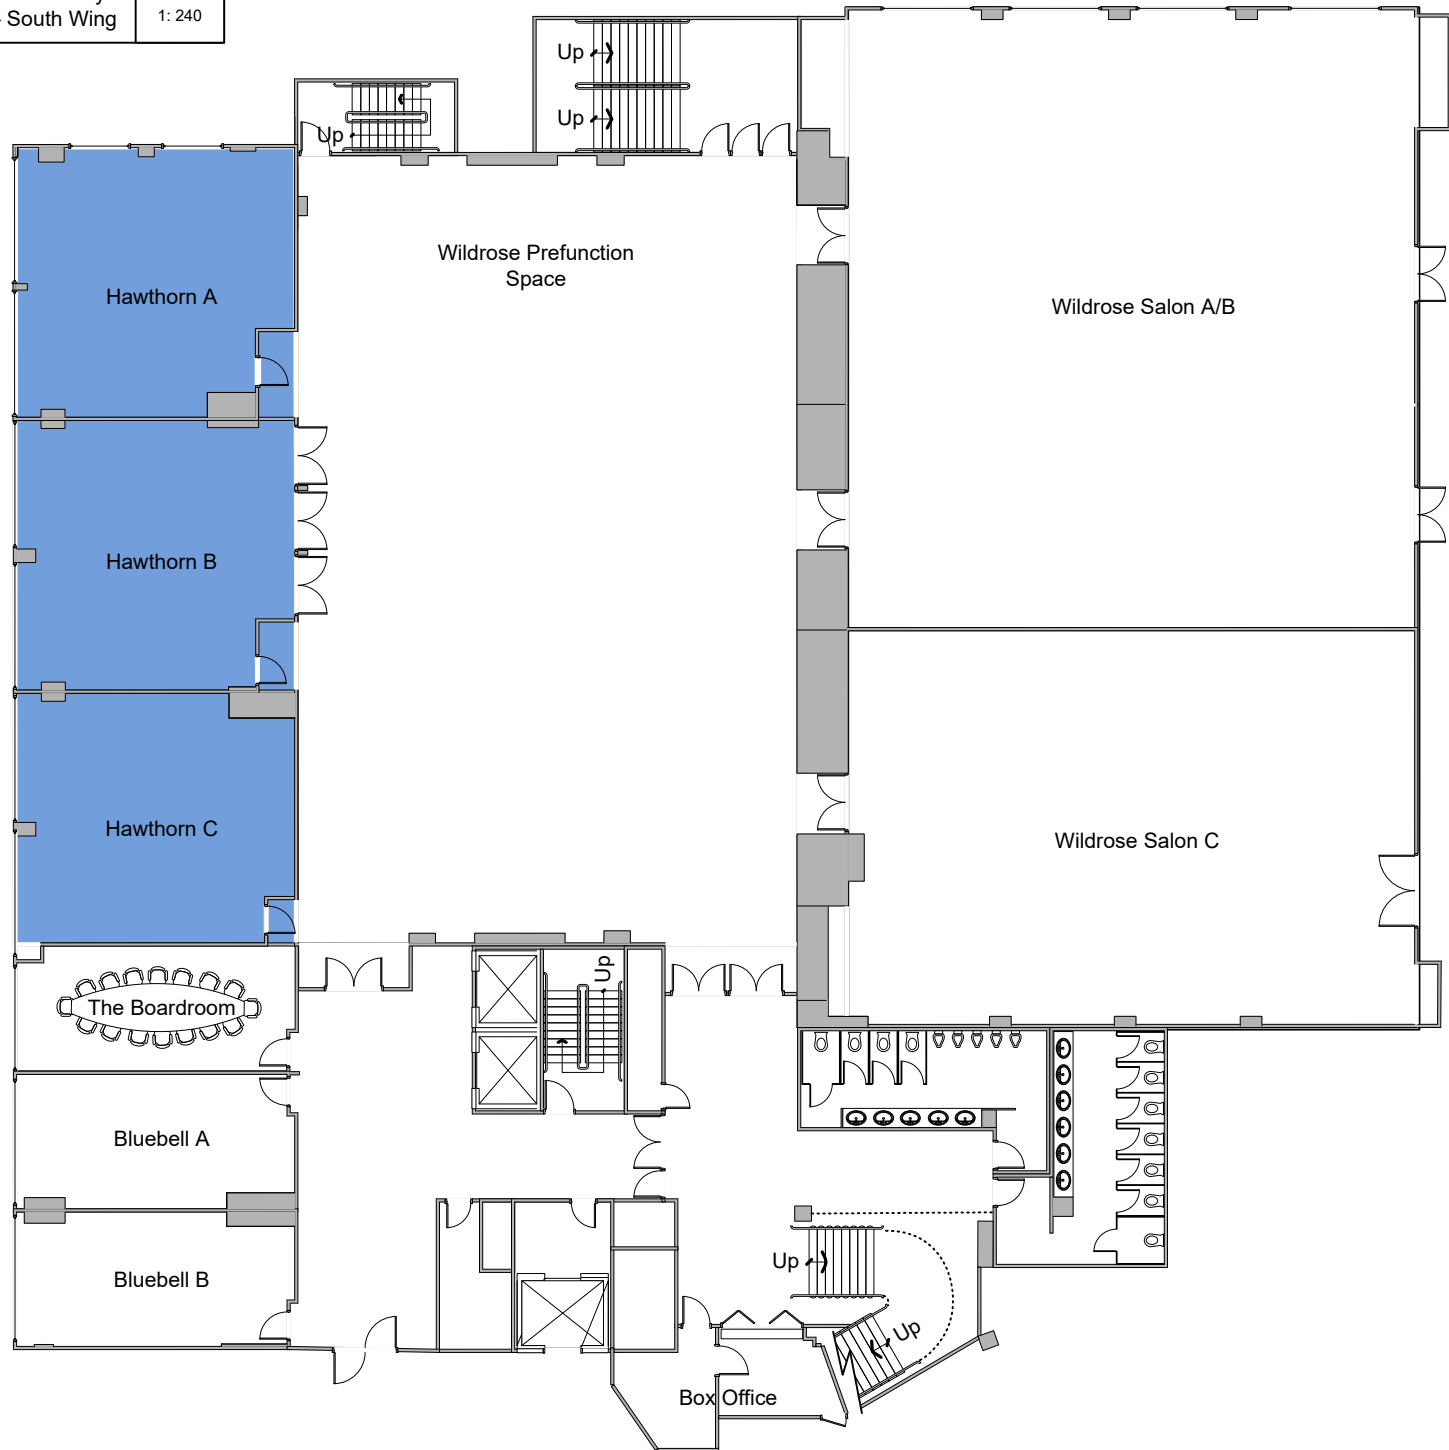 South Wing
1: 240
Up
Up
Up
Wildrose Prefunction
Space
Hawthorn A
Wildrose Salon A/B
Hawthorn B
Hawthorn C
Wildrose Salon C
Up
The Boardroom
Bluebell A
Bluebell B
Up
Up
Box Office